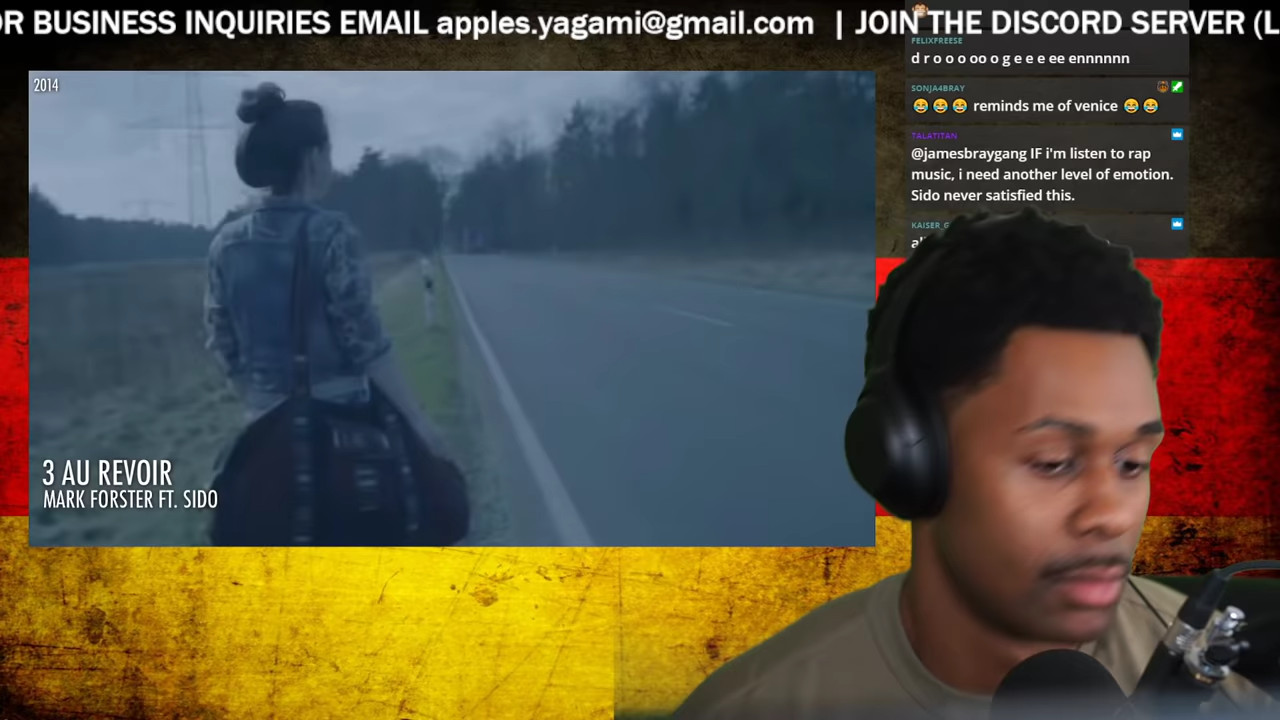 OR BUSINESS INQUIRIES EMAIL apples.yagami@gmail.com | JOIN THE DISCORD SERVER (L
FELIXFREESE
d r o o o oo o g e e e ee ennnnnn
SONJA4BRAY
😂 😂 😂 reminds me of venice 😂 😂
TALATITAN
@jamesbraygang IF i'm listen to rap
music, i need another level of emotion.
Sido never satisfied this.
2014
3 AU REVOIR
MARK FORSTER FT. SIDO